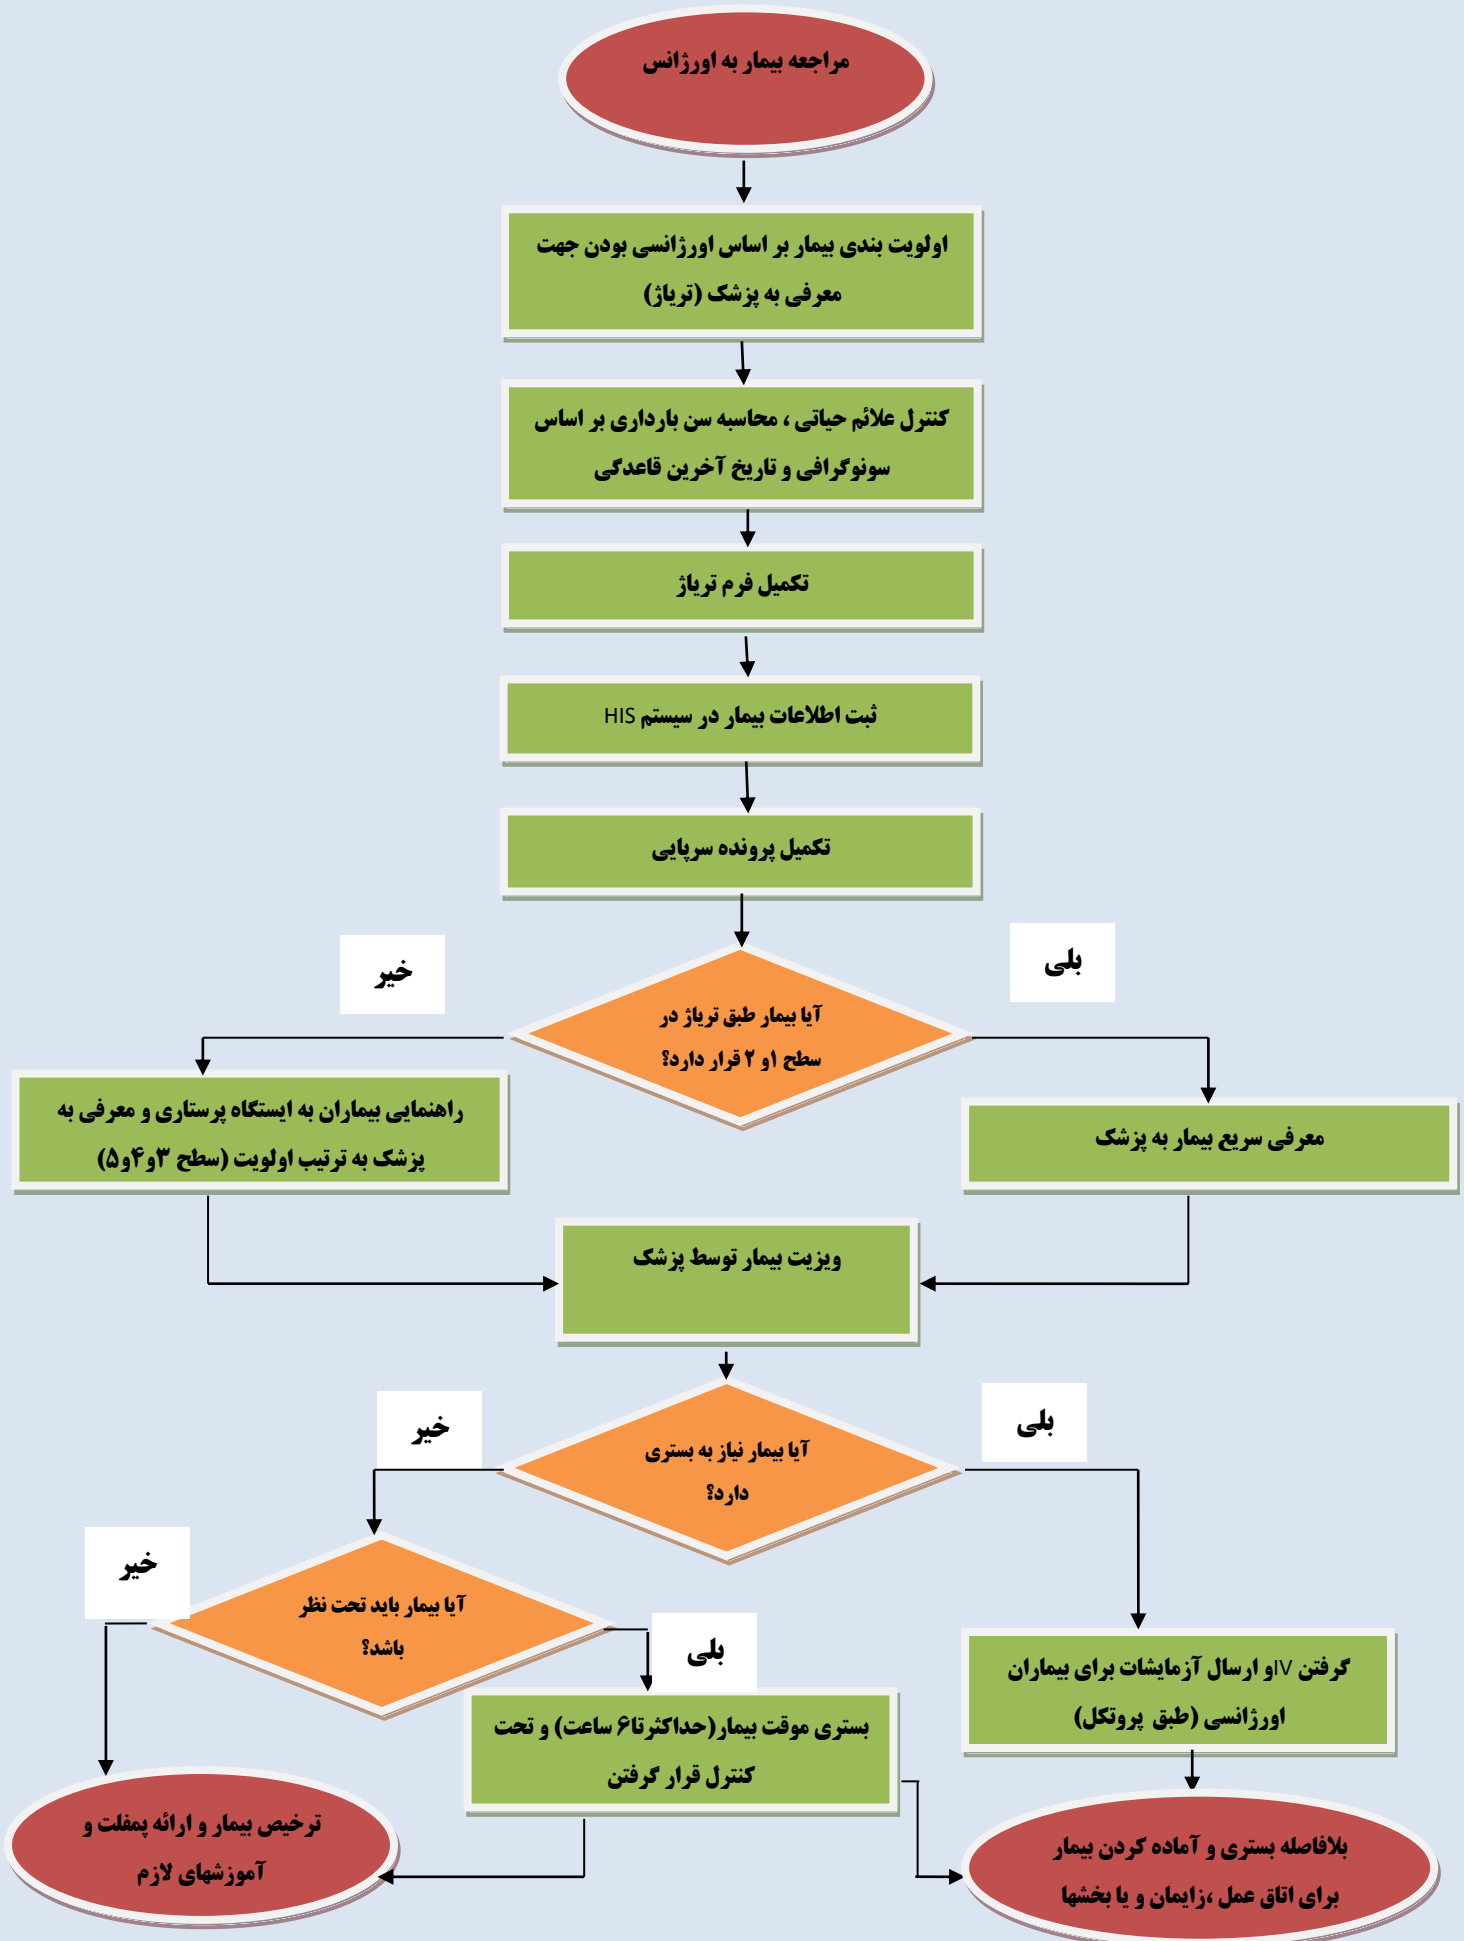 مراجعه بیمار به اورژانس
اولویت بندی بیمار بر اساس اورژانسی بودن جهت
معرفی به پزشک (تریاژ)
کنترل علائم حیاتی ، محاسبه سن بارداری بر اساس
سونوگرافی و تاریخ آخرین قاعدگی
تکمیل فرم تریاژ
ثبت اطلاعات بیمار در سیستم HIS
تکمیل پرونده سرپایی
بلی
خیر
آیا بیمار طبق تریاژ در
سطح ۱و ۲ قرار دارد؟
معرفی سریع بیمار به پزشک
راهنمایی بیماران به ایستگاه پرستاری و معرفی به
پزشک به ترتیب اولویت (سطح ۳و۴و۵)
ویزیت بیمار توسط پزشک
بلی
خیر
آیا بیمار نیاز به بستری
دارد؟
خیر
آیا بیمار باید تحت نظر
باشد؟
بلی
گرفتن IVو ارسال آزمایشات برای بیماران
اورژانسی (طبق پروتکل)
بستری موقت بیمار(حداکثرتا۶ ساعت) و تحت
کنترل قرار گرفتن
ترخیص بیمار و ارائه پمفلت و
آموزشهای لازم
بلافاصله بستری و آماده کردن بیمار
برای اتاق عمل ،زایمان و یا بخشها